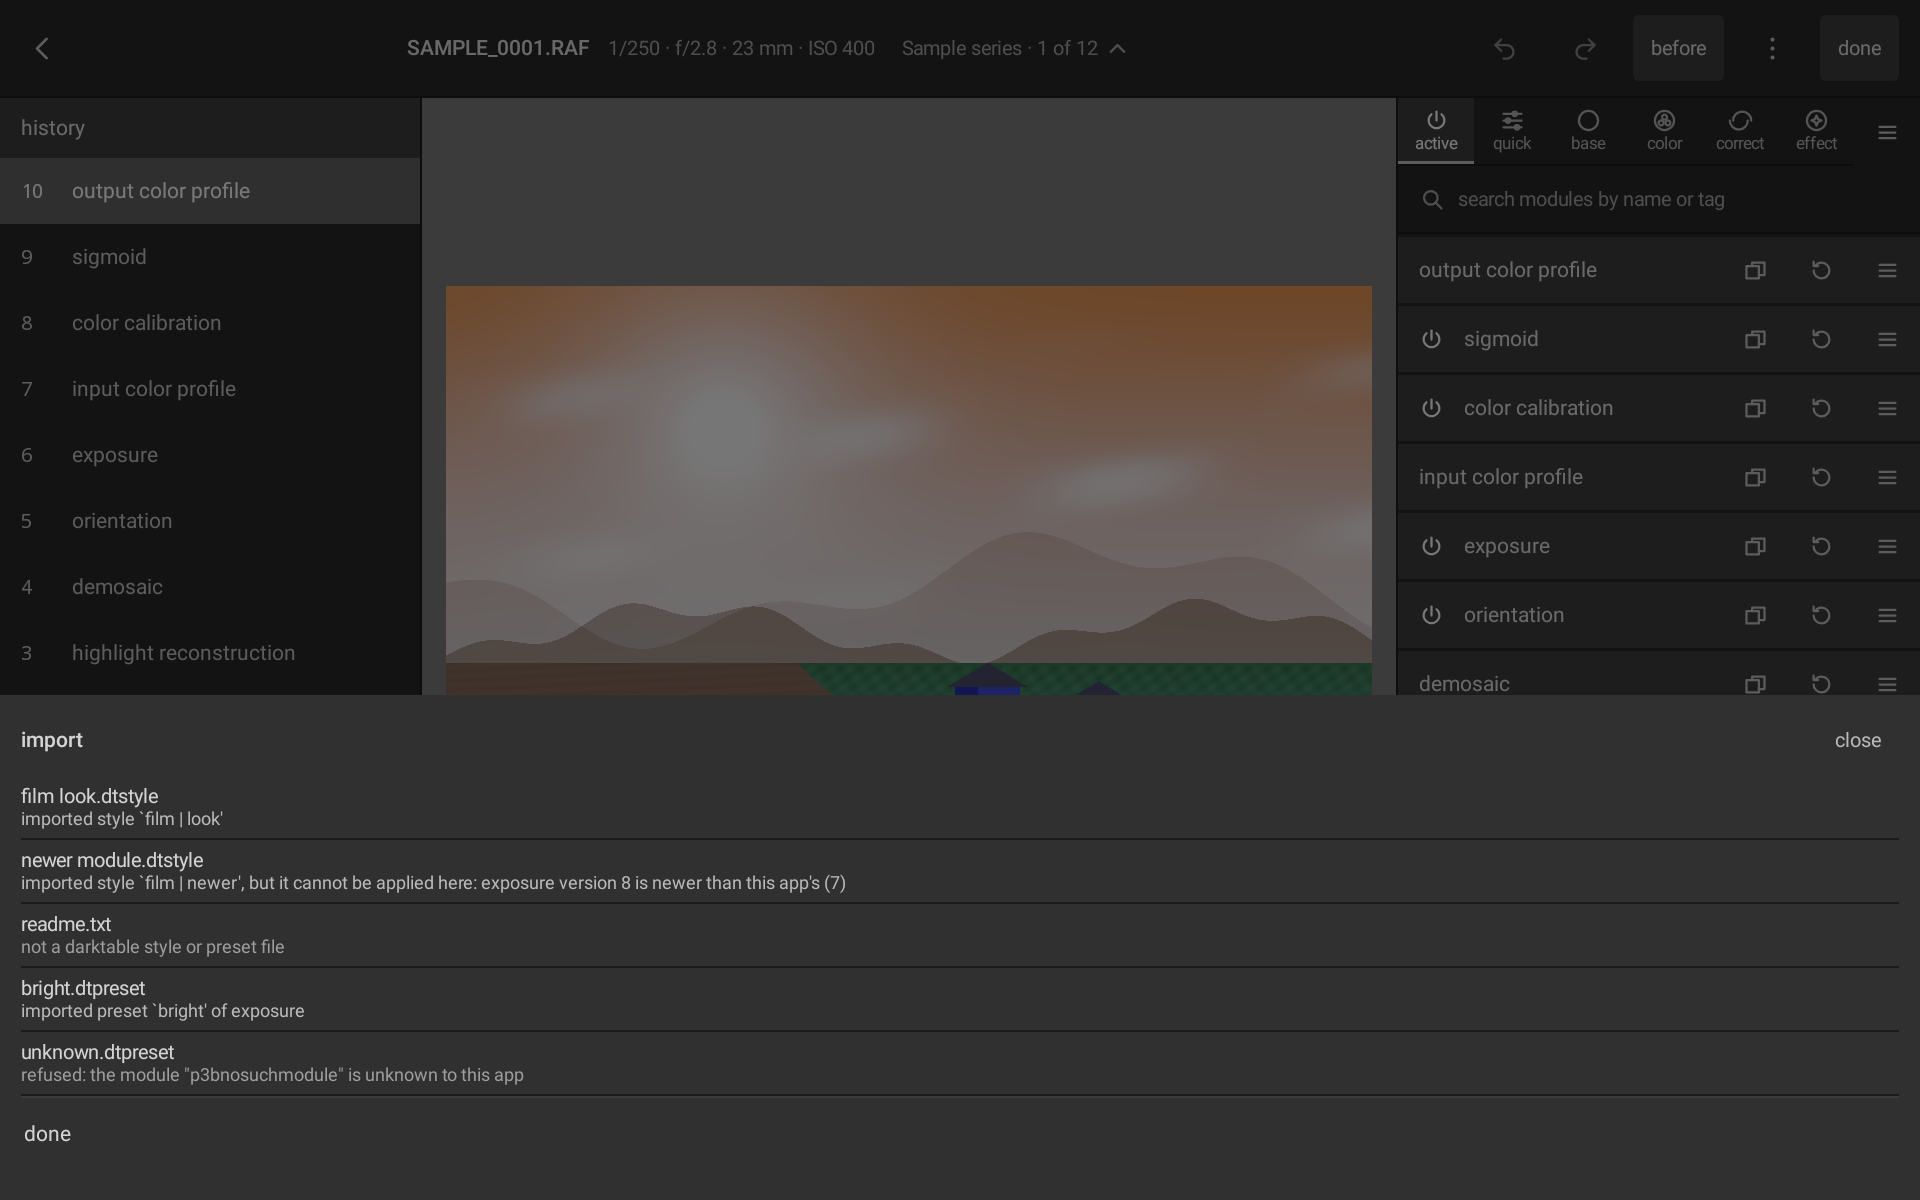 SAMPLE_0001.RAF 1/250 · f/2.8 · 23 mm · ISO 400 Sample series · 1 of 12
before
done
history
10 output color profile
9 sigmoid
8 color calibration
7 input color profile
6 exposure
5 orientation
4 demosaic
3 highlight reconstruction
active quick base color correct effect
search modules by name or tag
output color profile
sigmoid
color calibration
input color profile
exposure
orientation
demosaic
import
close
film look.dtstyle
imported style `film | look'
newer module.dtstyle
imported style `film | newer', but it cannot be applied here: exposure version 8 is newer than this app's (7)
readme.txt
not a darktable style or preset file
bright.dtpreset
imported preset `bright' of exposure
unknown.dtpreset
refused: the module "p3bnosuchmodule" is unknown to this app
done